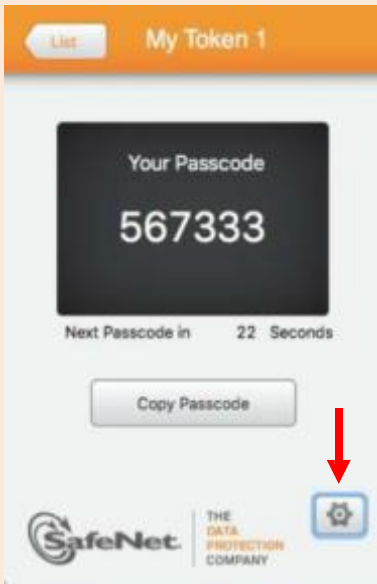 List
My Token 1
Your Passcode
567333
Next Passcode in 22 Seconds
Copy Passcode
SafeNet.
THE
DATA
PROTECTION
COMPANY